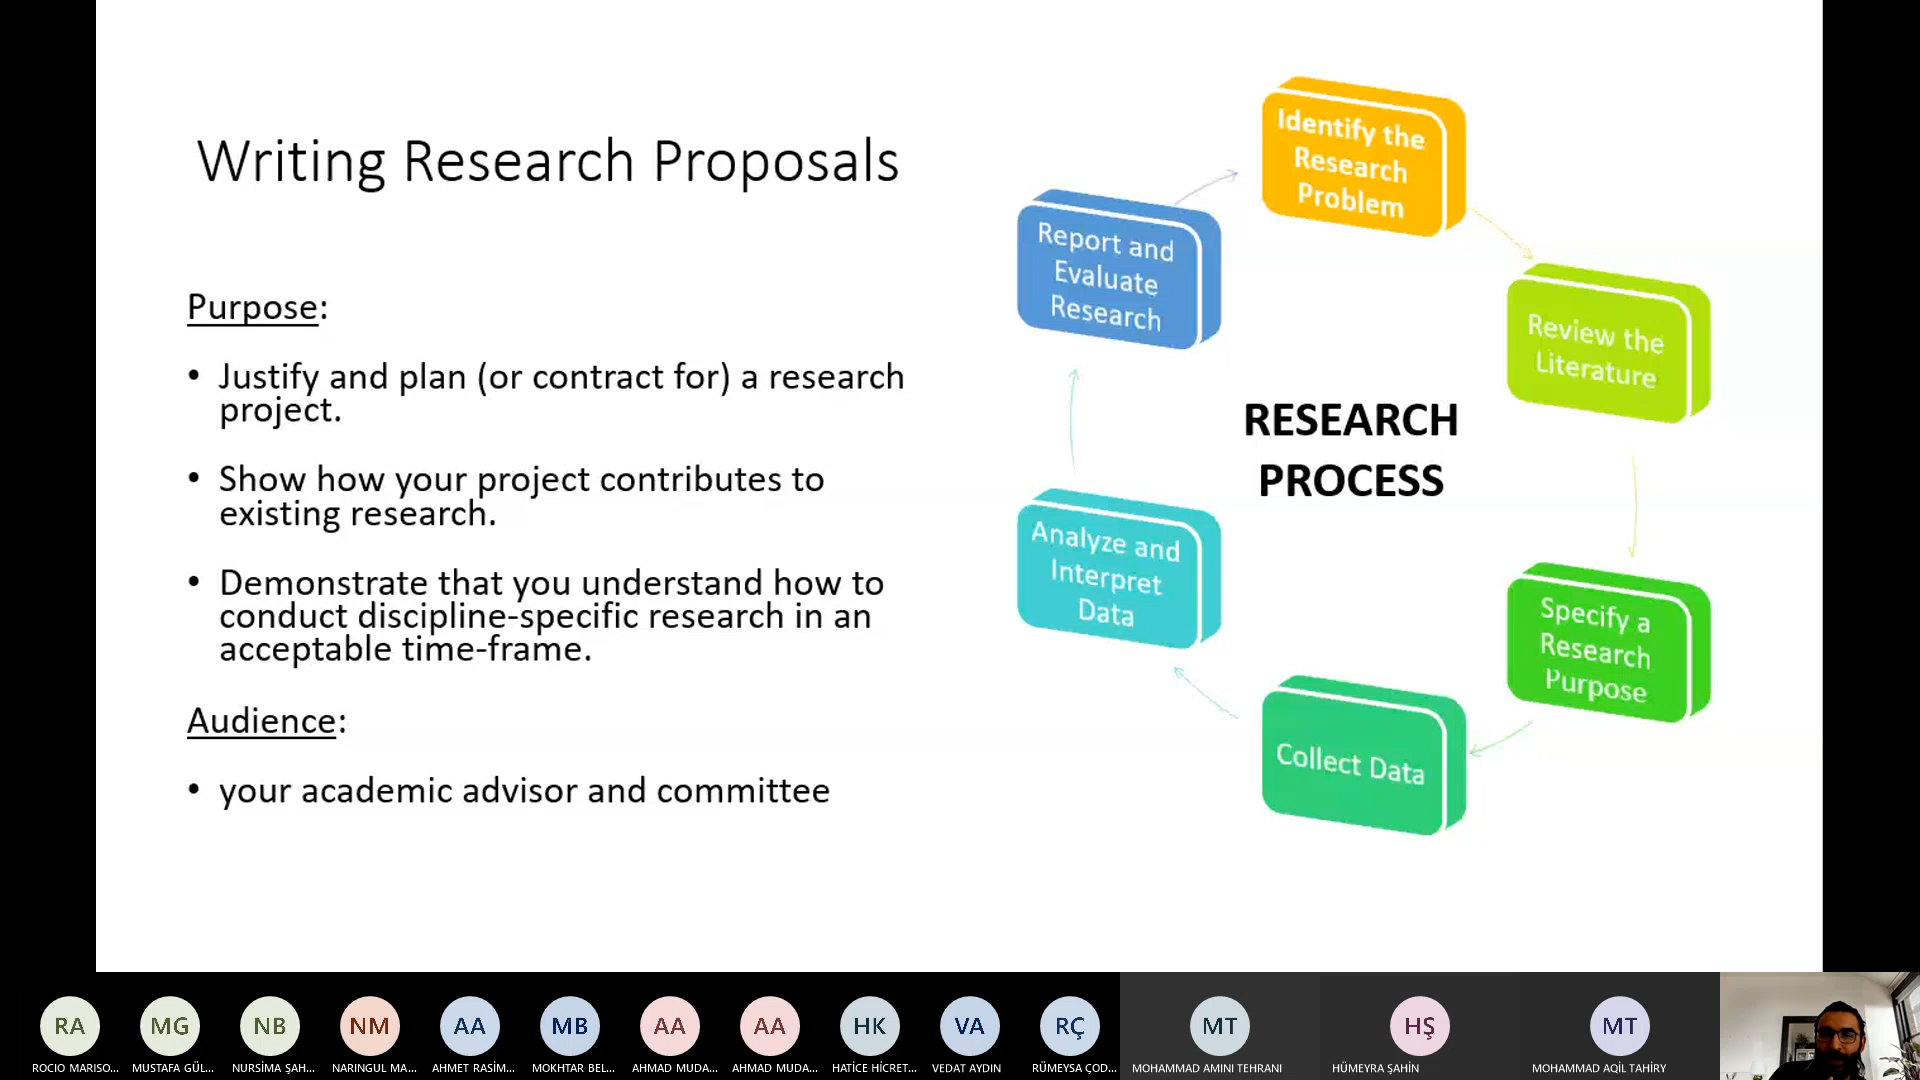 Writing Research Proposals
Purpose:
• Justify and plan (or contract for) a research
project.
• Show how your project contributes to
existing research.
• Demonstrate that you understand how to
conduct discipline-specific research in an
acceptable time-frame.
Audience:
• your academic advisor and committee
Identify the
Research
Problem
Review the
Literature
Specify a
Research
Purpose
Collect Data
Analyze and
Interpret
Data
Report and
Evaluate
Research
RESEARCH
PROCESS
RA
MG
NB
NM
AA
MB
AA
AA
HK
VA
RÇ
MT
HŞ
MT
ROCIO MARISO...
MUSTAFA GÜL...
NURSİMA ŞAH...
NARINGUL MA...
AHMET RASİM...
MOKHTAR BEL...
AHMAD MUDA...
AHMAD MUDA...
HATİCE HİCRET...
VEDAT AYDIN
RÜMEYSA ÇOD...
MOHAMMAD AMINI TEHRANI
HÜMEYRA ŞAHİN
MOHAMMAD AQİL TAHİRY